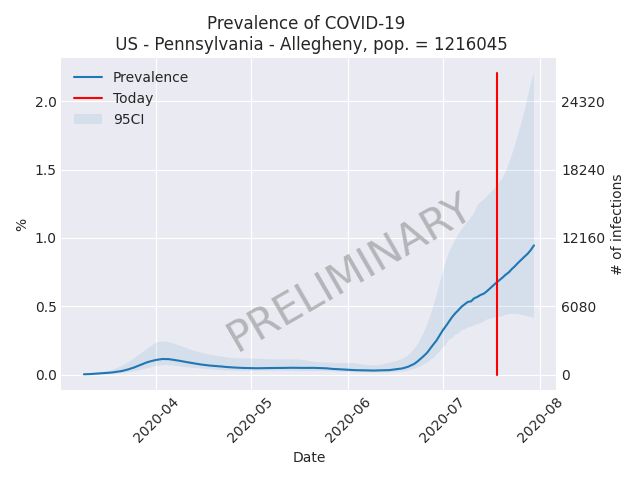 Prevalence of COVID-19
US - Pennsylvania - Allegheny, pop. = 1216045
Prevalence
Today
95CI
2.0
1.5
1.0
0.5
0.0
%
24320
18240
12160
6080
0
# of infections
PRELIMINARY
2020-04
2020-05
2020-06
2020-07
2020-08
Date